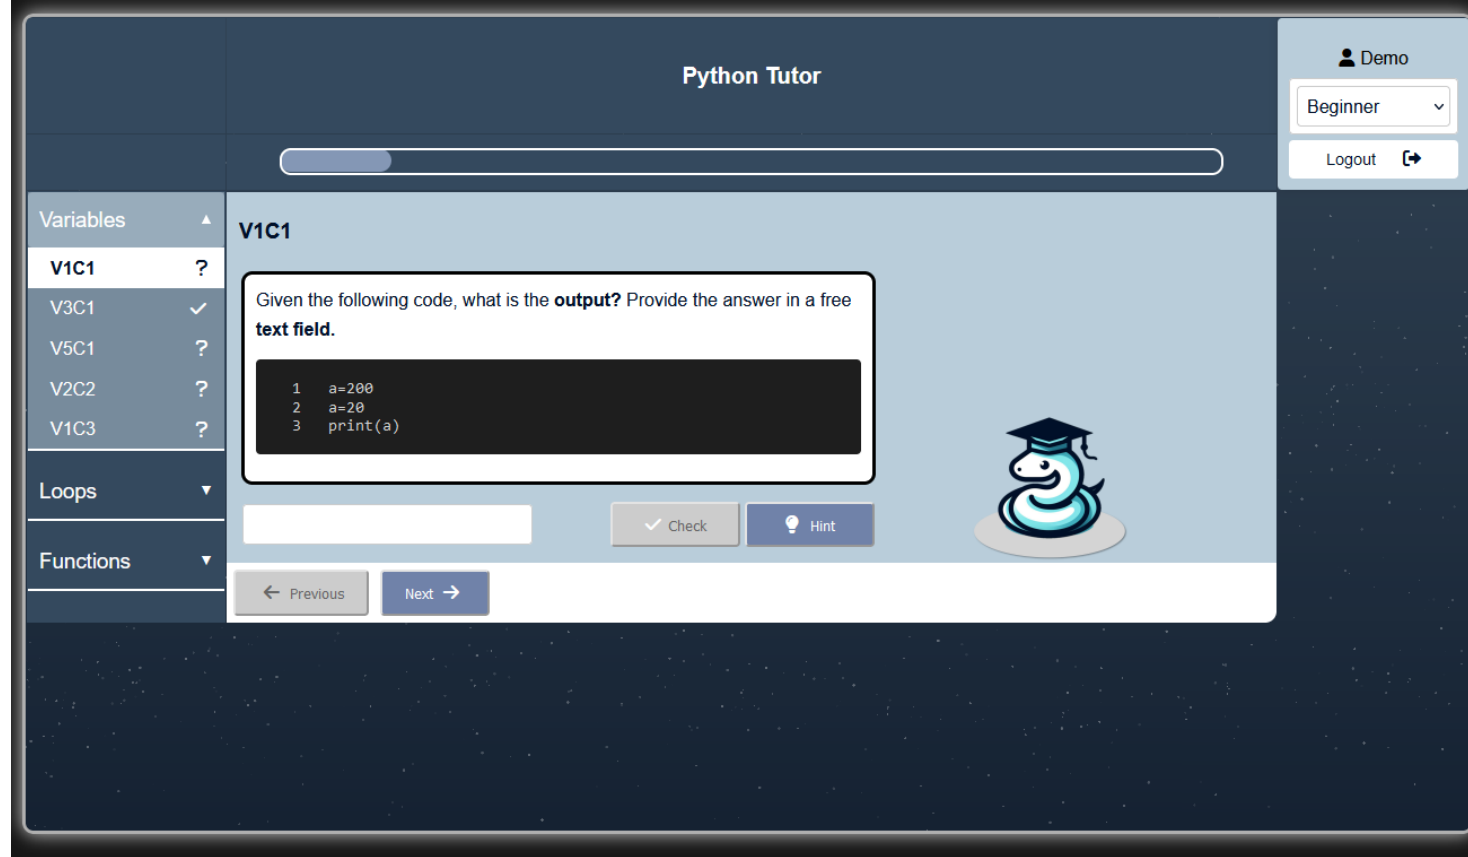 Python Tutor
Demo
Beginner
Logout
Variables
V1C1 ?
V3C1
V5C1 ?
V2C2 ?
V1C3 ?
Loops
Functions
V1C1
Given the following code, what is the output? Provide the answer in a free
text field.
1 a=200
2 a=20
3 print(a)
Check
Hint
Previous
Next